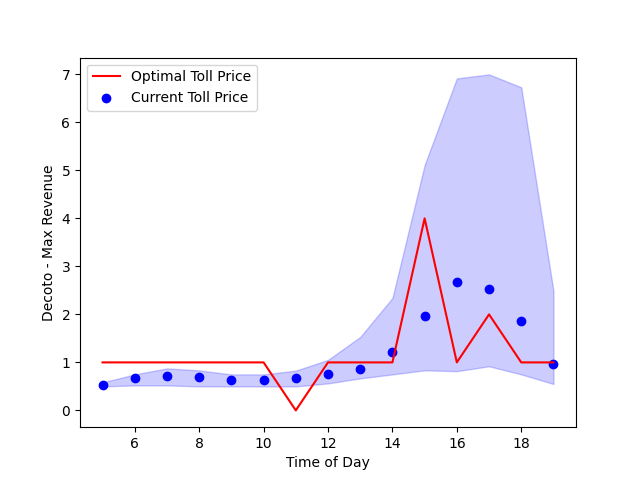 Optimal Toll Price
Current Toll Price
7
6
5
4
3
2
1
0
Decoto - Max Revenue
6 8 10 12 14 16 18
Time of Day